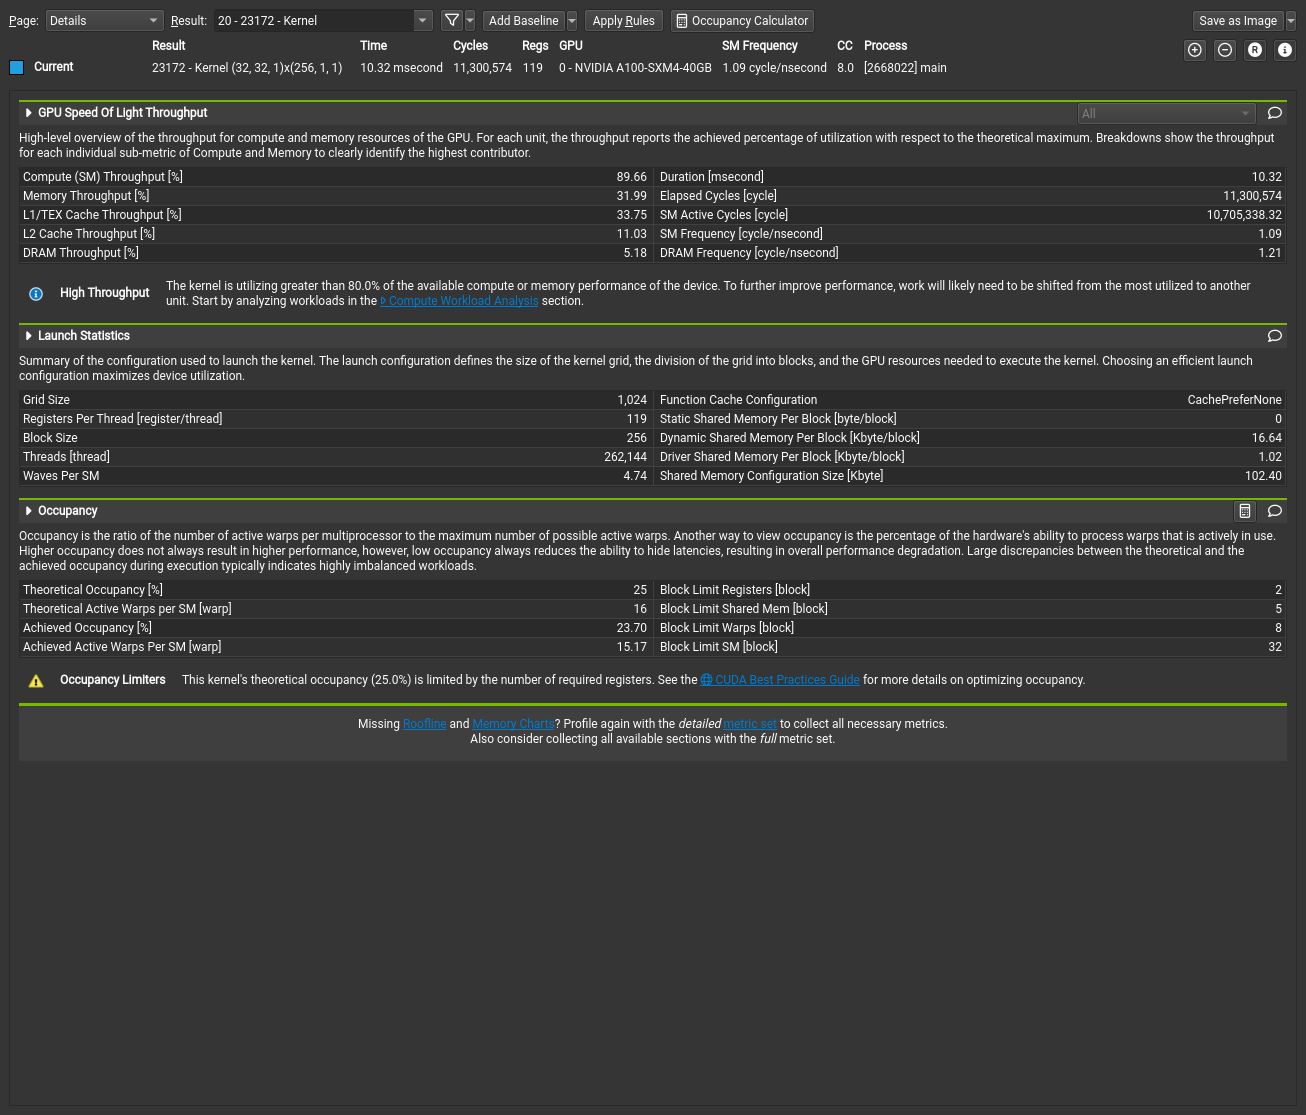 Page: Details Result: 20 - 23172 - Kernel Add Baseline Apply Rules Occupancy Calculator Save as Image
Result Time Cycles Regs GPU SM Frequency CC Process
Current 23172 - Kernel (32, 32, 1)x(256, 1, 1) 10.32 msecond 11,300,574 119 0 - NVIDIA A100-SXM4-40GB 1.09 cycle/nsecond 8.0 [2668022] main
R
GPU Speed Of Light Throughput All
High-level overview of the throughput for compute and memory resources of the GPU. For each unit, the throughput reports the achieved percentage of utilization with respect to the theoretical maximum. Breakdowns show the throughput
for each individual sub-metric of Compute and Memory to clearly identify the highest contributor.
Compute (SM) Throughput [%] 89.66 Duration [msecond] 10.32
Memory Throughput [%] 31.99 Elapsed Cycles [cycle] 11,300,574
L1/TEX Cache Throughput [%] 33.75 SM Active Cycles [cycle] 10,705,338.32
L2 Cache Throughput [%] 11.03 SM Frequency [cycle/nsecond] 1.09
DRAM Throughput [%] 5.18 DRAM Frequency [cycle/nsecond] 1.21
High Throughput The kernel is utilizing greater than 80.0% of the available compute or memory performance of the device. To further improve performance, work will likely need to be shifted from the most utilized to another
unit. Start by analyzing workloads in the Compute Workload Analysis section.
Launch Statistics
Summary of the configuration used to launch the kernel. The launch configuration defines the size of the kernel grid, the division of the grid into blocks, and the GPU resources needed to execute the kernel. Choosing an efficient launch
configuration maximizes device utilization.
Grid Size 1,024 Function Cache Configuration CachePreferNone
Registers Per Thread [register/thread] 119 Static Shared Memory Per Block [byte/block] 0
Block Size 256 Dynamic Shared Memory Per Block [Kbyte/block] 16.64
Threads [thread] 262,144 Driver Shared Memory Per Block [Kbyte/block] 1.02
Waves Per SM 4.74 Shared Memory Configuration Size [Kbyte] 102.40
Occupancy
Occupancy is the ratio of the number of active warps per multiprocessor to the maximum number of possible active warps. Another way to view occupancy is the percentage of the hardware's ability to process warps that is actively in use.
Higher occupancy does not always result in higher performance, however, low occupancy always reduces the ability to hide latencies, resulting in overall performance degradation. Large discrepancies between the theoretical and the
achieved occupancy during execution typically indicates highly imbalanced workloads.
Theoretical Occupancy [%] 25 Block Limit Registers [block] 2
Theoretical Active Warps per SM [warp] 16 Block Limit Shared Mem [block] 5
Achieved Occupancy [%] 23.70 Block Limit Warps [block] 8
Achieved Active Warps Per SM [warp] 15.17 Block Limit SM [block] 32
Occupancy Limiters This kernel's theoretical occupancy (25.0%) is limited by the number of required registers. See the CUDA Best Practices Guide for more details on optimizing occupancy.
Missing Roofline and Memory Charts? Profile again with the detailed metric set to collect all necessary metrics.
Also consider collecting all available sections with the full metric set.